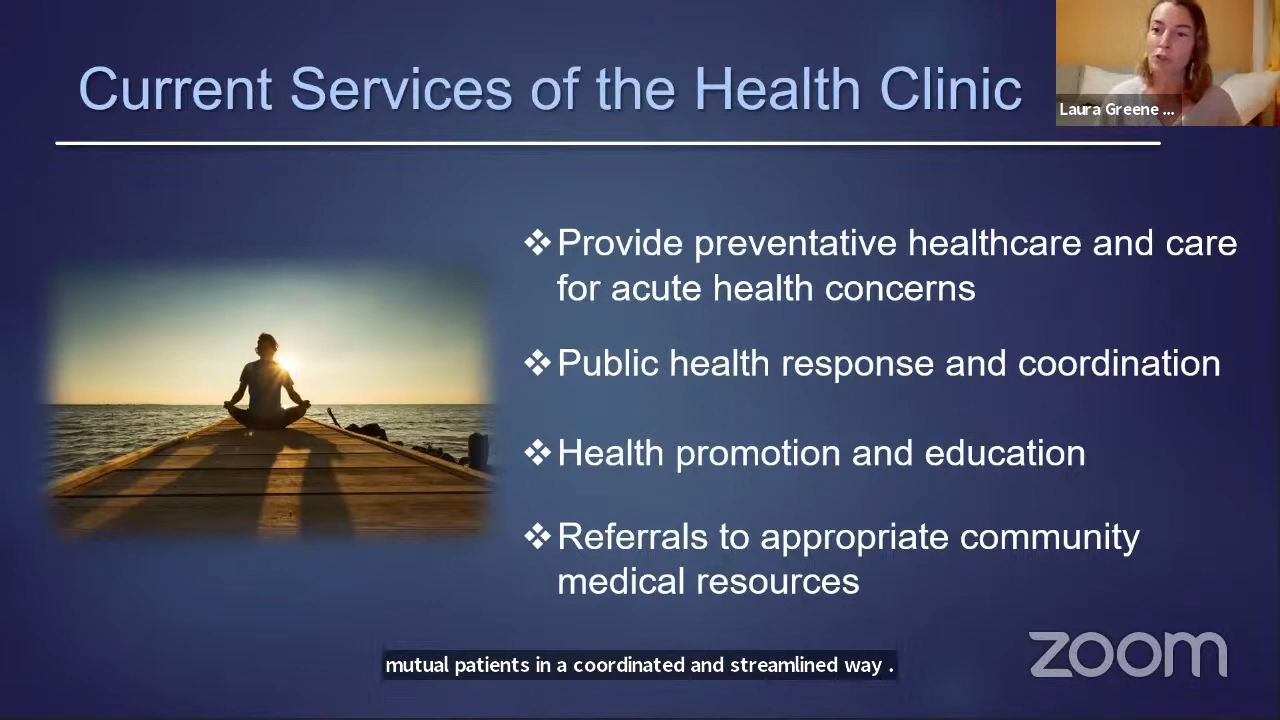 Current Services of the Health Clinic
Laura Greene ...
❖Provide preventative healthcare and care
for acute health concerns
❖Public health response and coordination
❖Health promotion and education
❖Referrals to appropriate community
medical resources
mutual patients in a coordinated and streamlined way .
zoom